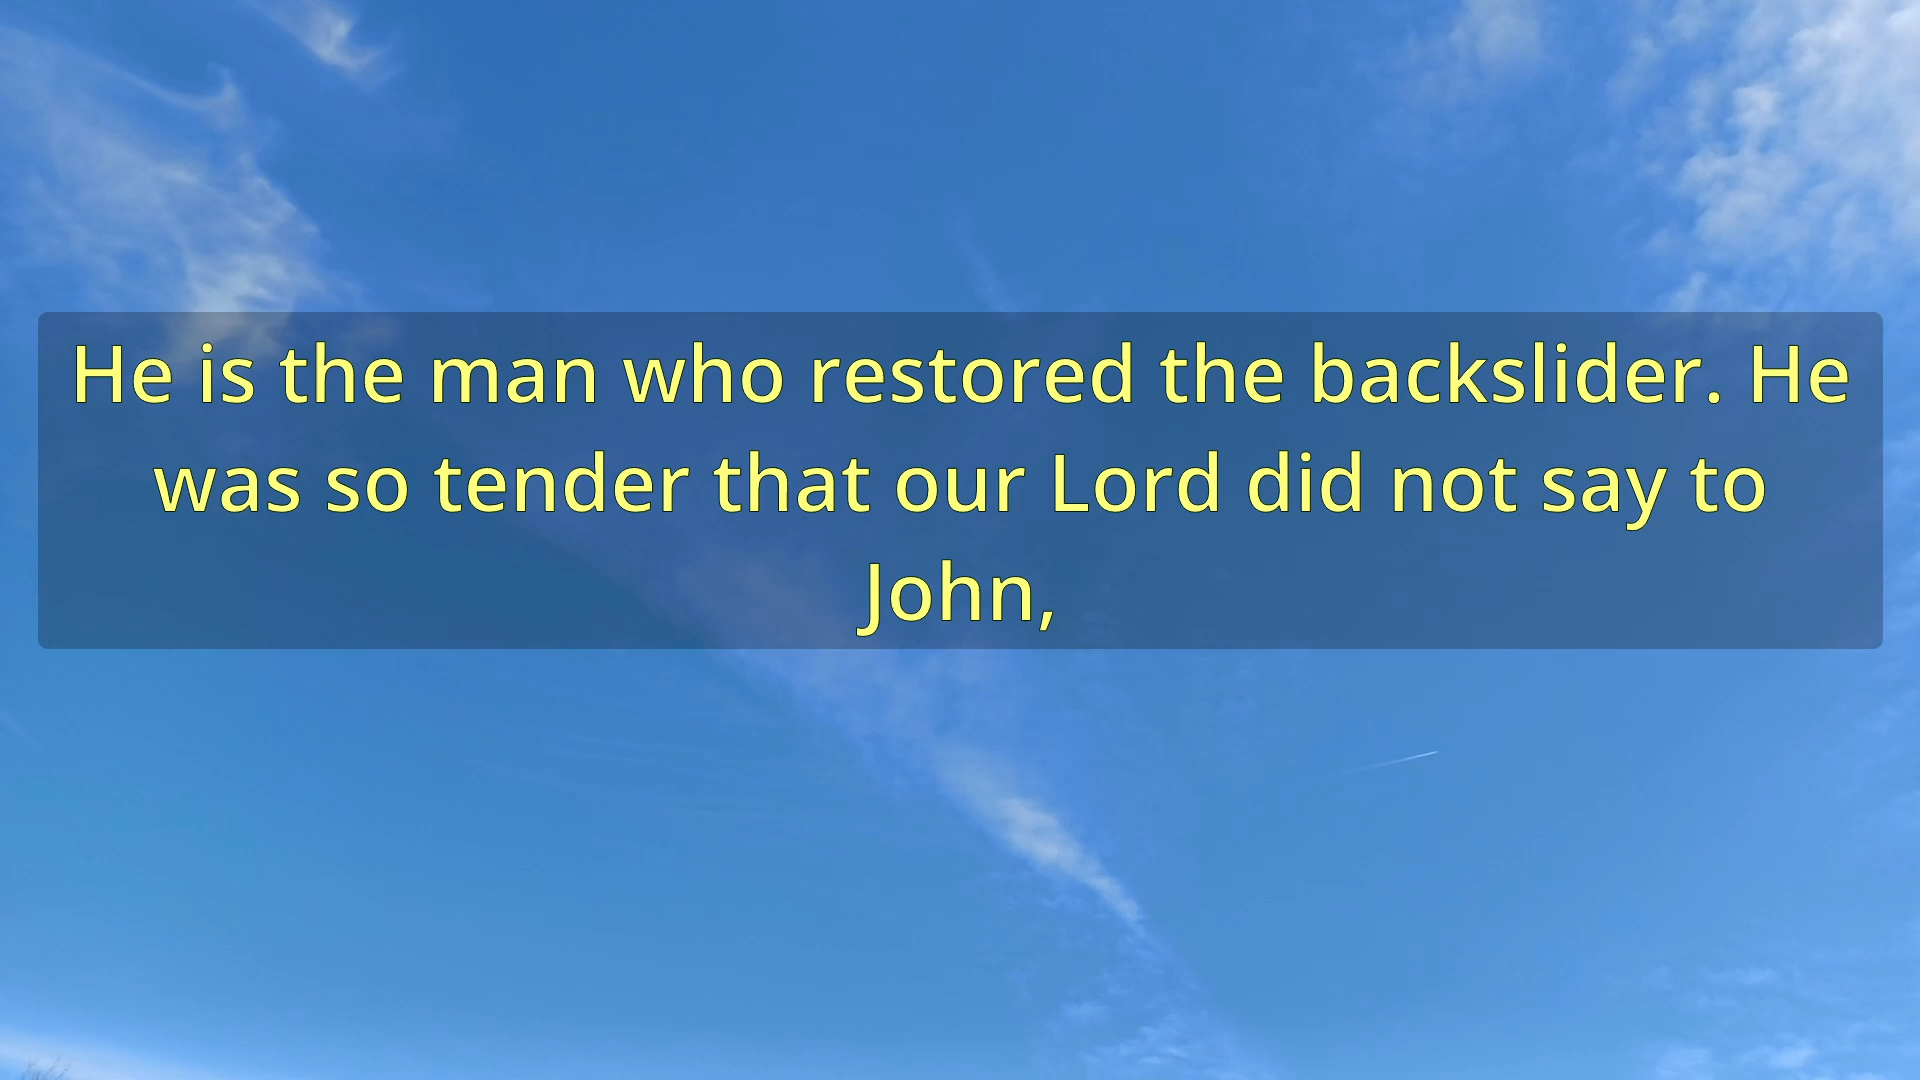 He is the man who restored the backslider. He
was so tender that our Lord did not say to
John,